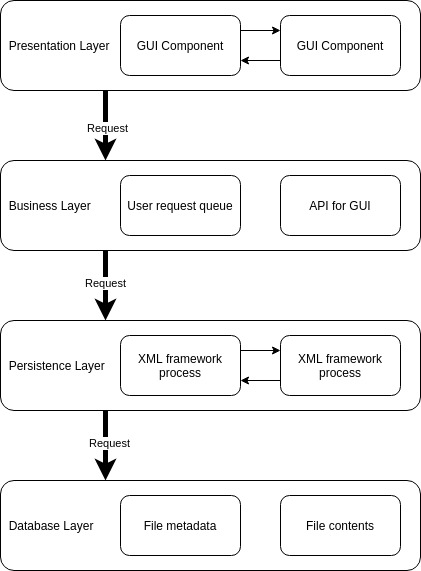 Presentation Layer
GUI Component
GUI Component
Request
Business Layer
User request queue
API for GUI
Request
Persistence Layer
XML framework
process
XML framework
process
Request
Database Layer
File metadata
File contents